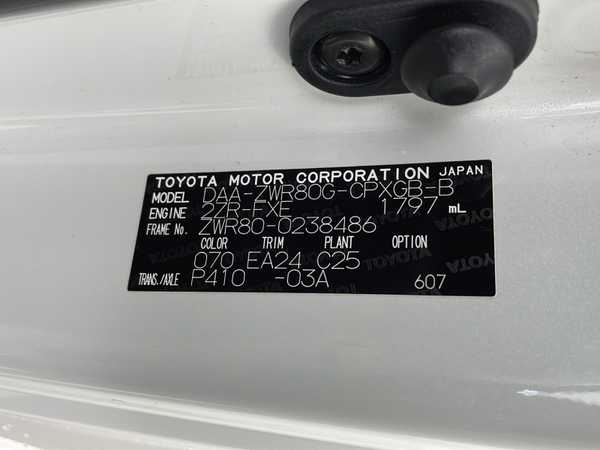 TOYOTA MOTOR CORPORATION JAPAN
MODEL DAA-ZWR80G-CPXGB-B
ENGINE 2ZR-FXE 1797 mL
FRAME No. ZWR80-0238486
COLOR TRIM PLANT OPTION
070 EA24 C25
TRANS./AXLE P410 -03A 607